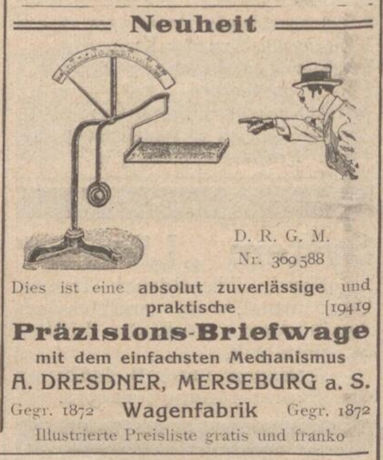 Neuheit
D. R. G. M.
Nr. 369588
Dies ist eine absolut zuverlässige und
praktische [19419
Präzisions-Briefwage
mit dem einfachsten Mechanismus
A. DRESDNER, MERSEBURG a. S.
Gegr. 1872 Wagenfabrik Gegr. 1872
Illustrierte Preisliste gratis und franko